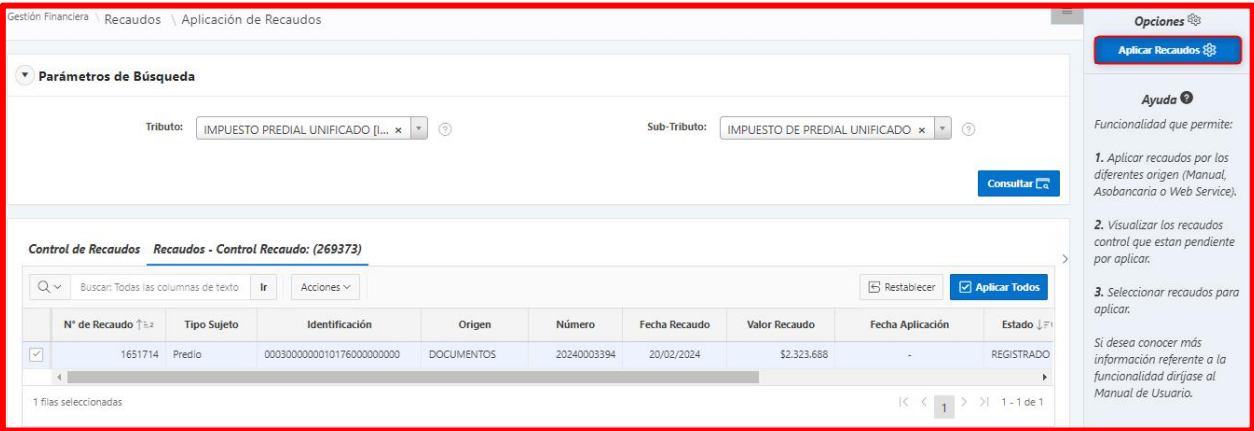 Gestión Financiera \ Recaudos \ Aplicación de Recaudos
Parámetros de Búsqueda
Tributo: IMPUESTO PREDIAL UNIFICADO [I... × Sub-Tributo: IMPUESTO DE PREDIAL UNIFICADO ×
Consultar
Control de Recaudos Recaudos - Control Recaudo: (269373)
Buscar: Todas las columnas de texto Ir Acciones Restablecer Aplicar Todos
N° de Recaudo Tipo Sujeto Identificación Origen Número Fecha Recaudo Valor Recaudo Fecha Aplicación Estado
1651714 Predio DOCUMENTOS 20240003394 20/02/2024 $2.323.688 - REGISTRADO
1 filas seleccionadas 1 1 - 1 de 1
Opciones
Aplicar Recaudos
Ayuda
Funcionalidad que permite:
1. Aplicar recaudos por los
diferentes origen (Manual,
Asobancaria o Web Service).
2. Visualizar los recaudos
control que estan pendiente
por aplicar.
3. Seleccionar recaudos para
aplicar.
Si desea conocer más
información referente a la
funcionalidad diríjase al
Manual de Usuario.